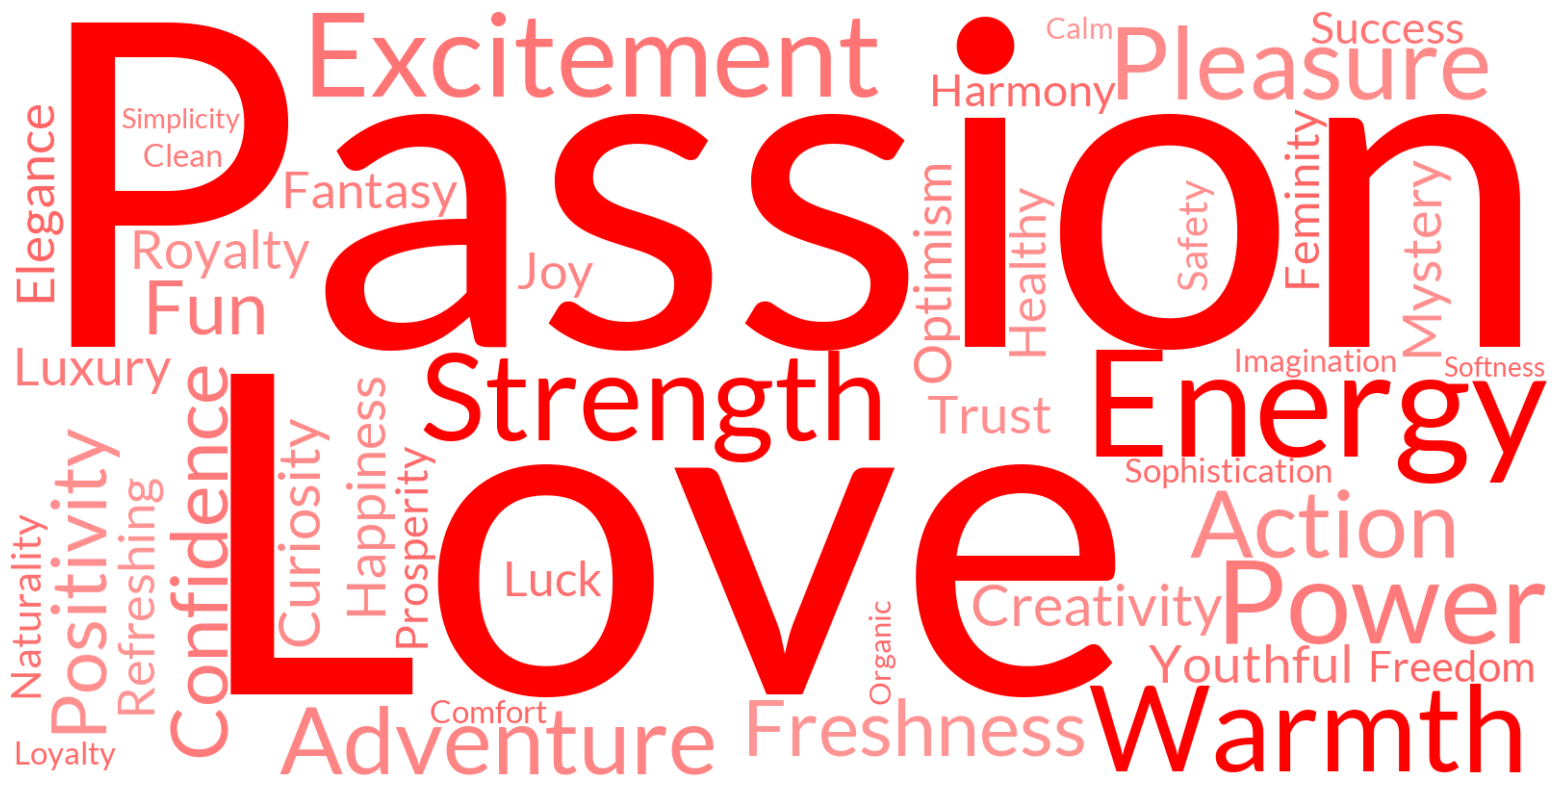 Passion
Excitement
Calm
Success
Pleasure
Harmony
Elegance
Simplicity
Clean
Fantasy
Royalty
Fun
Joy
Optimism
Healthy
Safety
Femininity
Mystery
Luxury
Strength
Energy
Imagination
Softness
Trust
Love
Sophistication
Naturality
Positivity
Refreshing
Confidence
Curiosity
Happiness
Prosperity
Luck
Action
Creativity
Power
Organic
Youthful
Freedom
Warmth
Loyalty
Adventure
Comfort
Freshness